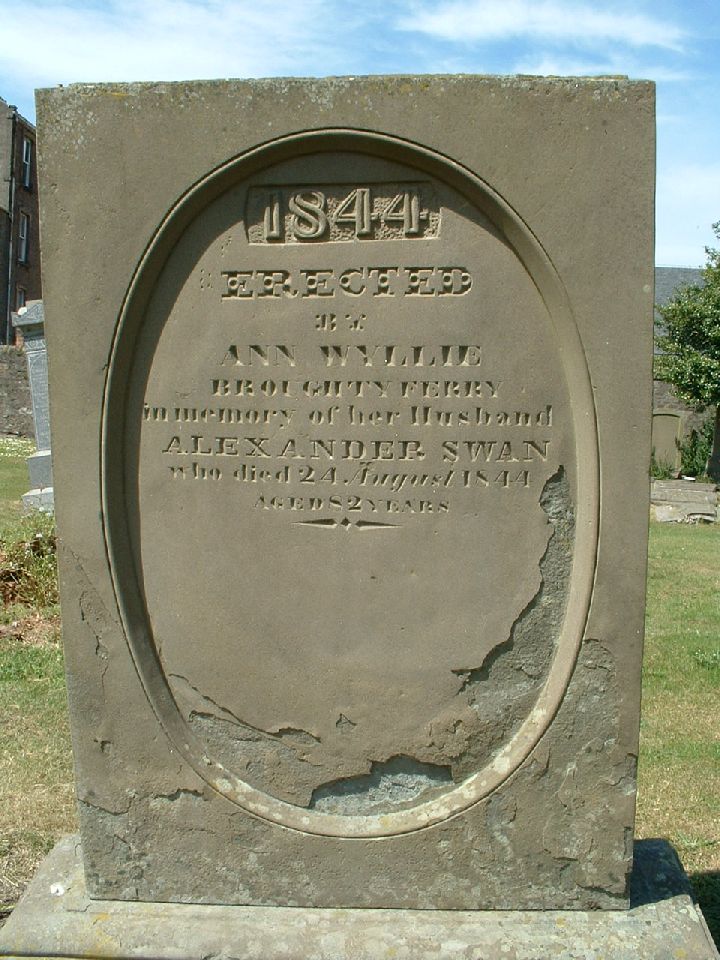 1844
ERECTED
BY
ANN WYLLIE
BROUGHTY FERRY
in memory of her Husband
ALEXANDER SWAN
who died 24 August 1844
AGED 82 YEARS